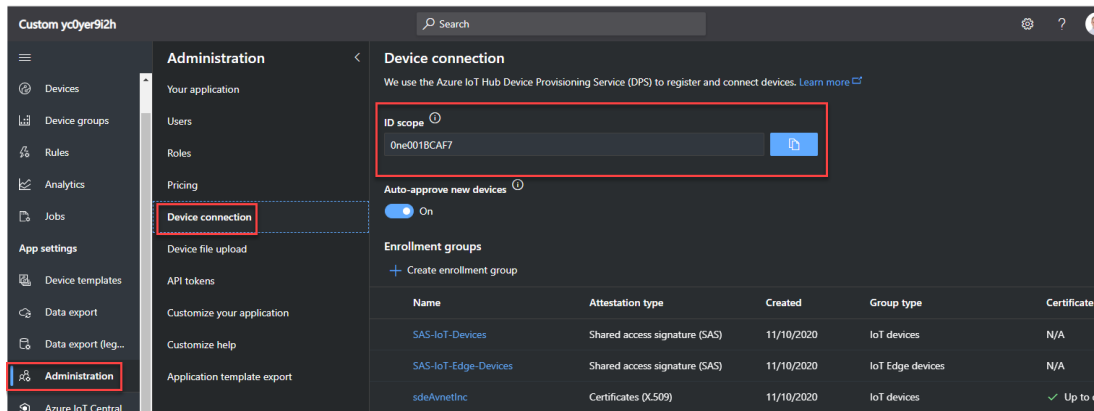 Custom yc0yer9i2h
Search
?
Devices
Device groups
Rules
Analytics
Jobs
App settings
Device templates
Data export
Data export (leg...
Administration
Azure IoT Central
Administration
Your application
Users
Roles
Pricing
Device connection
Device file upload
API tokens
Customize your application
Customize help
Application template export
Device connection
We use the Azure IoT Hub Device Provisioning Service (DPS) to register and connect devices. Learn more
ID scope
0ne001BCAF7
Auto-approve new devices
On
Enrollment groups
+ Create enrollment group
Name Attestation type Created Group type Certificate
SAS-IoT-Devices Shared access signature (SAS) 11/10/2020 IoT devices N/A
SAS-IoT-Edge-Devices Shared access signature (SAS) 11/10/2020 IoT Edge devices N/A
sdeAvnetInc Certificates (X.509) 11/10/2020 IoT devices Up to